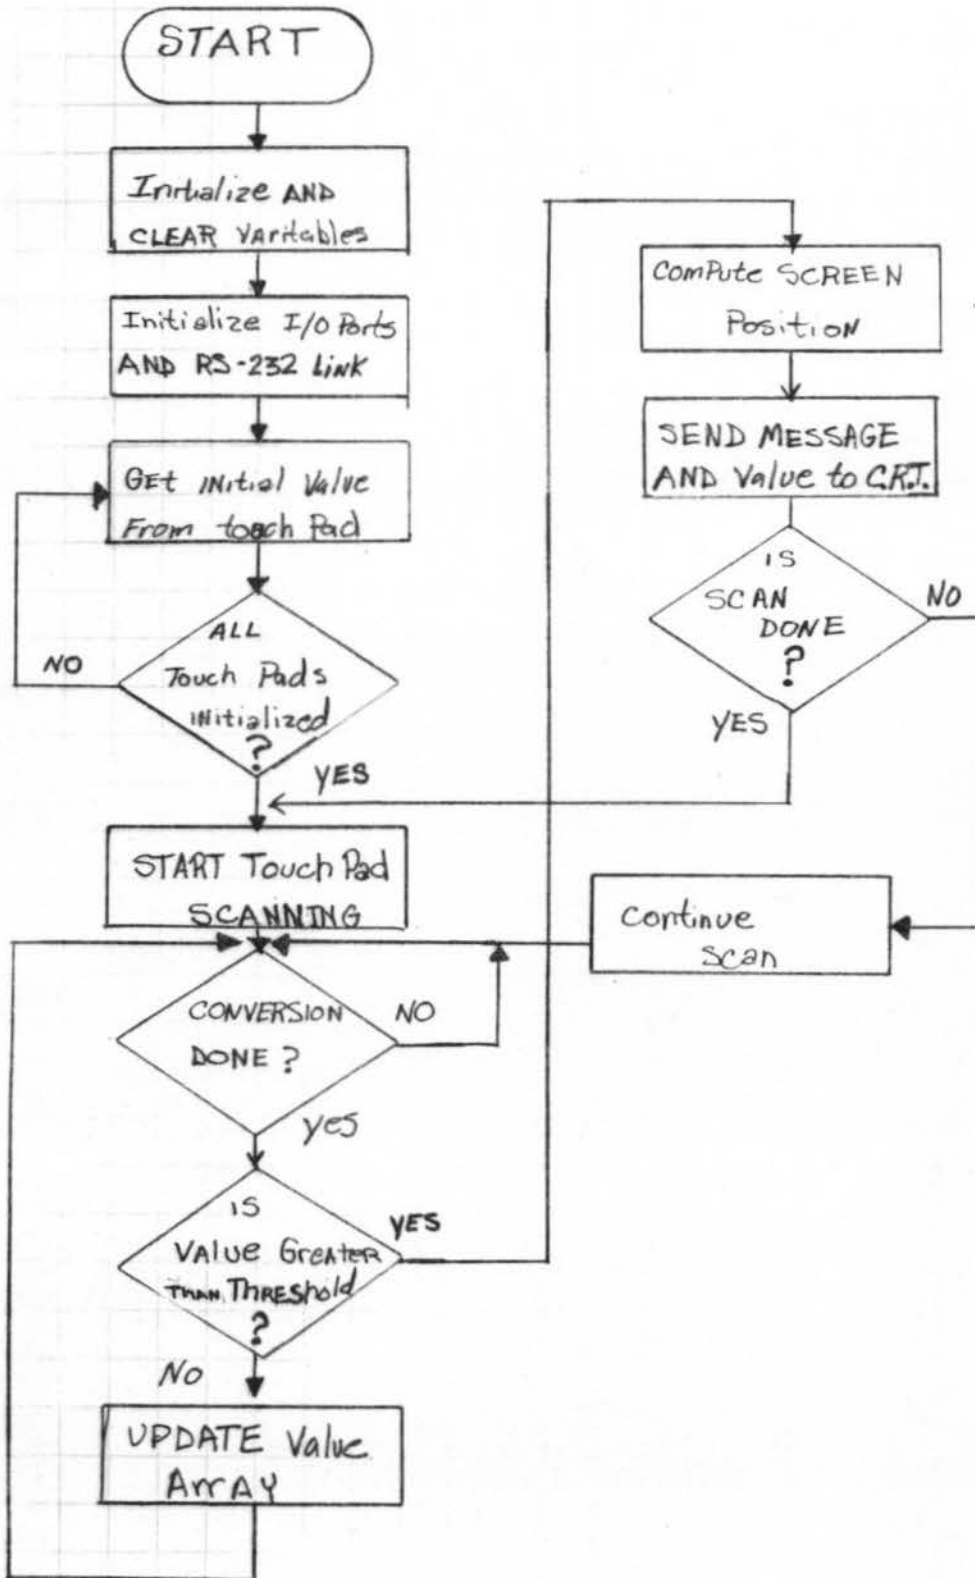 START
Initialize AND
CLEAR Varitables
Initialize I/O Ports
AND RS-232 Link
Get initial Value
From touch Pad
ALL
Touch Pads
initialized
?
NO
YES
START Touch Pad
SCANNING
CONVERSION
DONE ?
NO
yes
IS
Value Greater
THAN Threshold
?
YES
NO
UPDATE Value
Array
ComPute SCREEN
Position
SEND MESSAGE
AND Value to C.R.T.
IS
SCAN
DONE
?
NO
YES
Continue
Scan